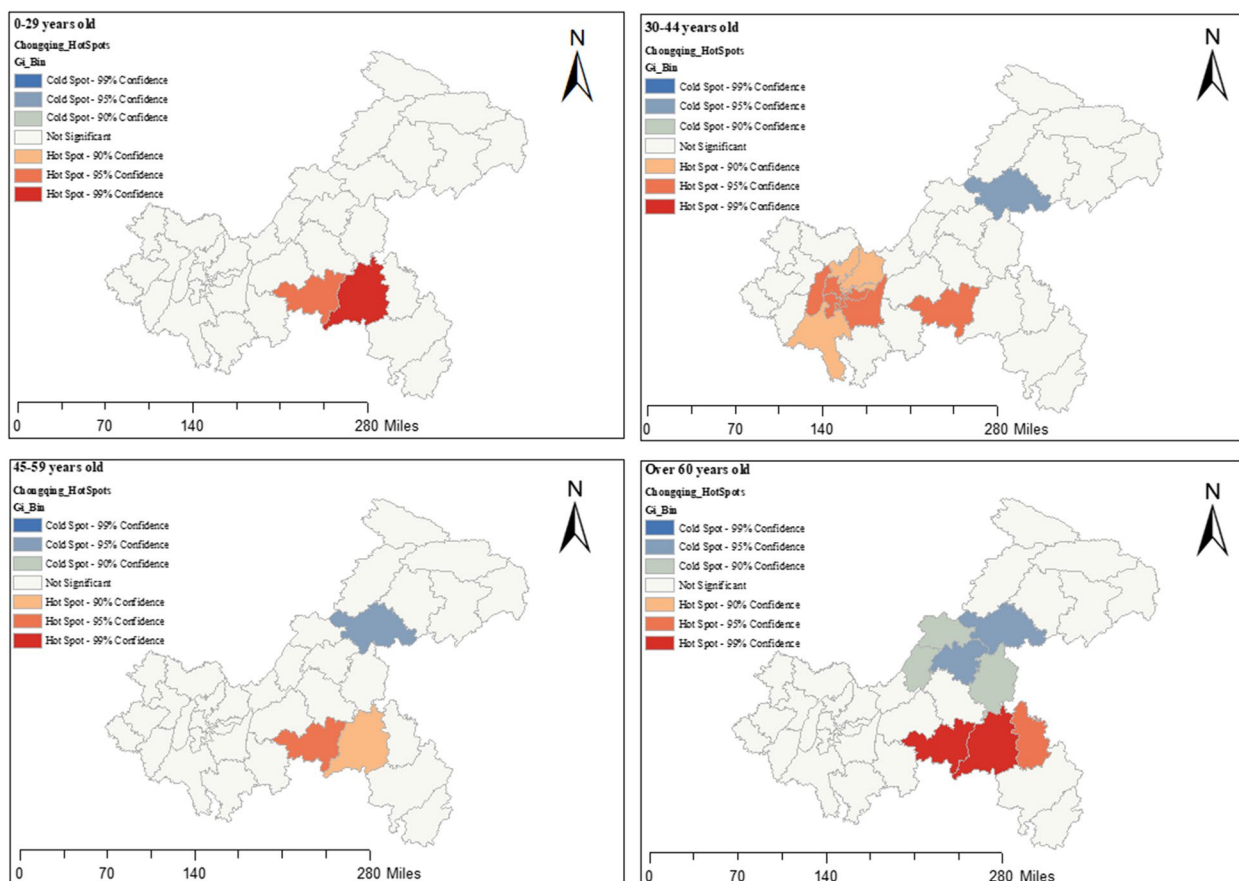 0-29 years old
Chongqing_HotSpots
Gi_Bin
Cold Spot - 99% Confidence
Cold Spot - 95% Confidence
Cold Spot - 90% Confidence
Not Significant
Hot Spot - 90% Confidence
Hot Spot - 95% Confidence
Hot Spot - 99% Confidence
N
0 70 140 280 Miles
30-44 years old
Chongqing_HotSpots
Gi_Bin
Cold Spot - 99% Confidence
Cold Spot - 95% Confidence
Cold Spot - 90% Confidence
Not Significant
Hot Spot - 90% Confidence
Hot Spot - 95% Confidence
Hot Spot - 99% Confidence
N
0 70 140 280 Miles
45-59 years old
Chongqing_HotSpots
Gi_Bin
Cold Spot - 99% Confidence
Cold Spot - 95% Confidence
Cold Spot - 90% Confidence
Not Significant
Hot Spot - 90% Confidence
Hot Spot - 95% Confidence
Hot Spot - 99% Confidence
N
0 70 140 280 Miles
Over 60 years old
Chongqing_HotSpots
Gi_Bin
Cold Spot - 99% Confidence
Cold Spot - 95% Confidence
Cold Spot - 90% Confidence
Not Significant
Hot Spot - 90% Confidence
Hot Spot - 95% Confidence
Hot Spot - 99% Confidence
N
0 70 140 280 Miles